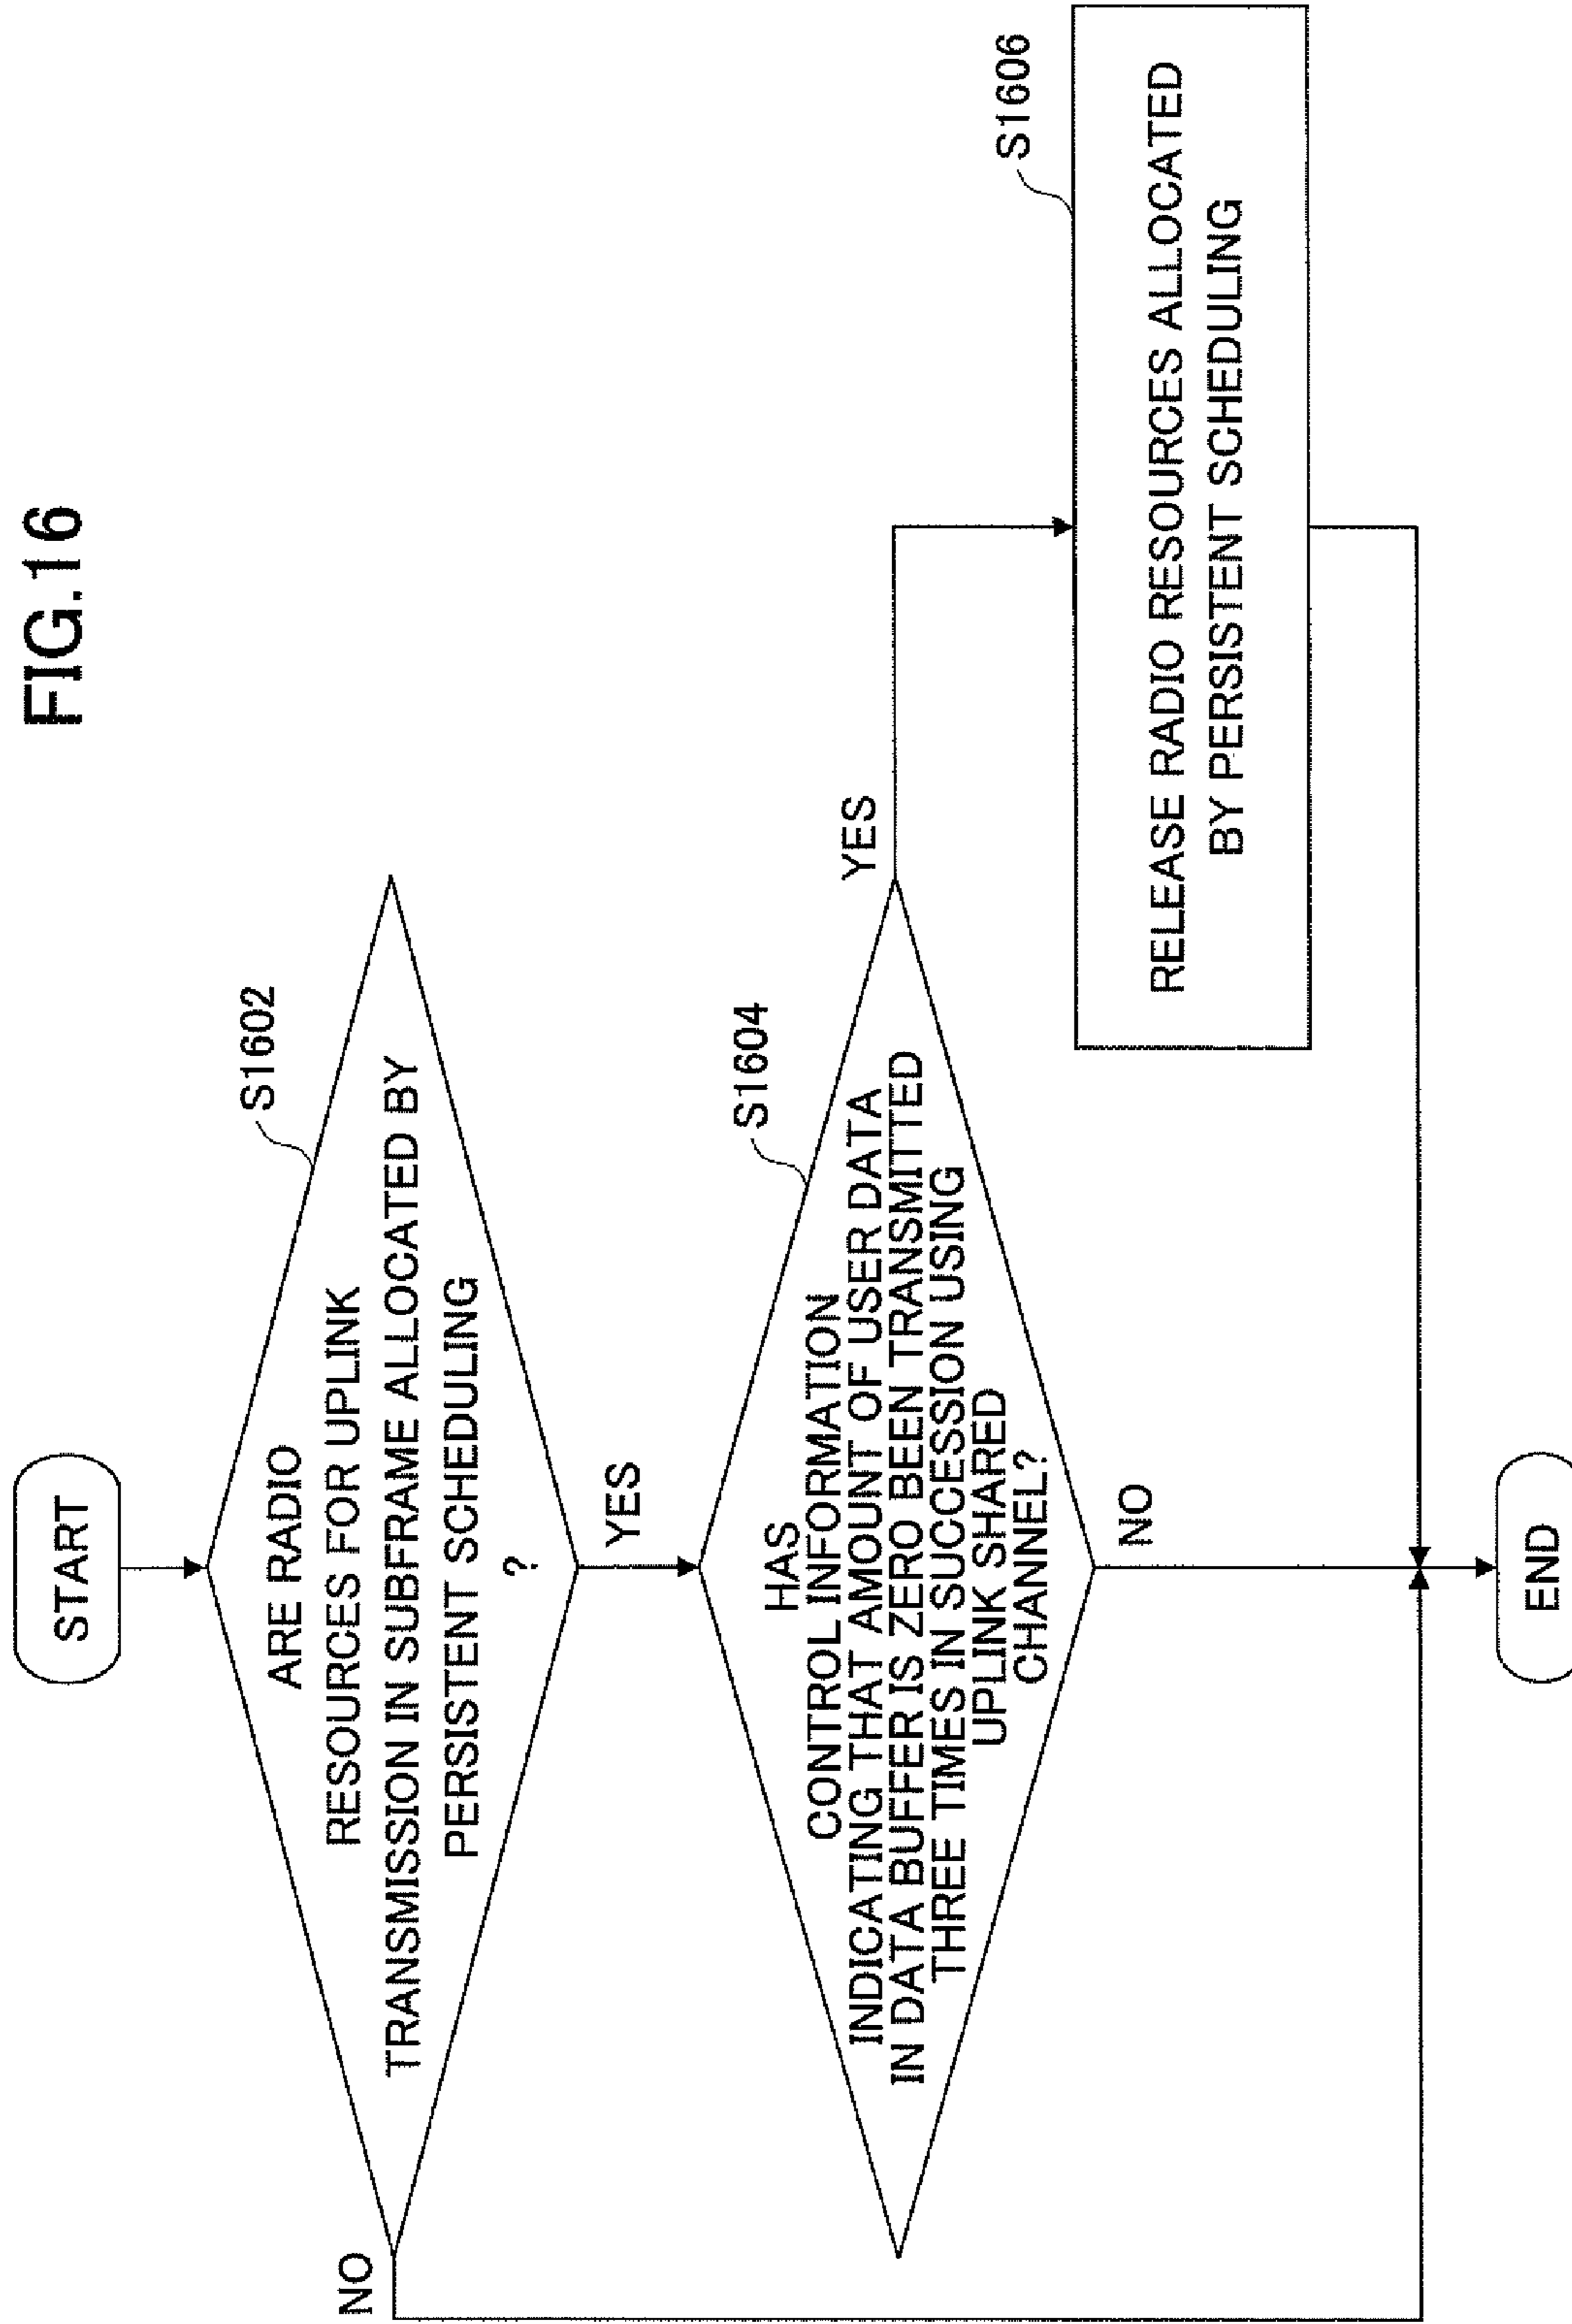 FIG.16
START
S1602
ARE RADIO
RESOURCES FOR UPLINK
TRANSMISSION IN SUBFRAME ALLOCATED BY
PERSISTENT SCHEDULING
?
NO
YES
S1604
HAS
CONTROL INFORMATION
INDICATING THAT AMOUNT OF USER DATA
IN DATA BUFFER IS ZERO BEEN TRANSMITTED
THREE TIMES IN SUCCESSION USING
UPLINK SHARED
CHANNEL?
YES
NO
S1606
RELEASE RADIO RESOURCES ALLOCATED
BY PERSISTENT SCHEDULING
END